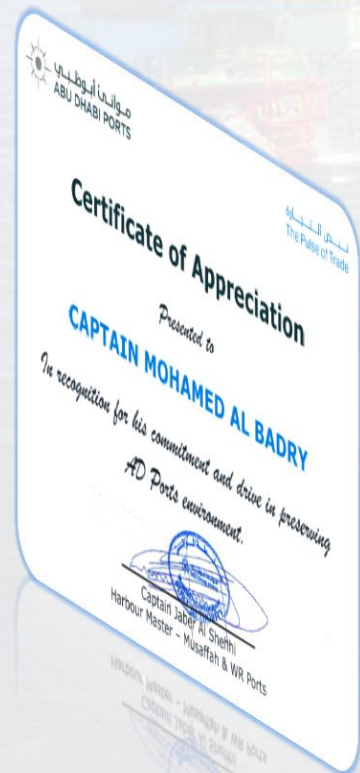 موانئ أبوظبي
ABU DHABI PORTS
نبض التجارة
The Pulse of Trade
Certificate of Appreciation
Presented to
CAPTAIN MOHAMED AL BADRY
In recognition for his commitment and drive in preserving
AD Ports environment.
Captain Jaber Al Shehhi
Harbour Master – Musaffah & WR Ports